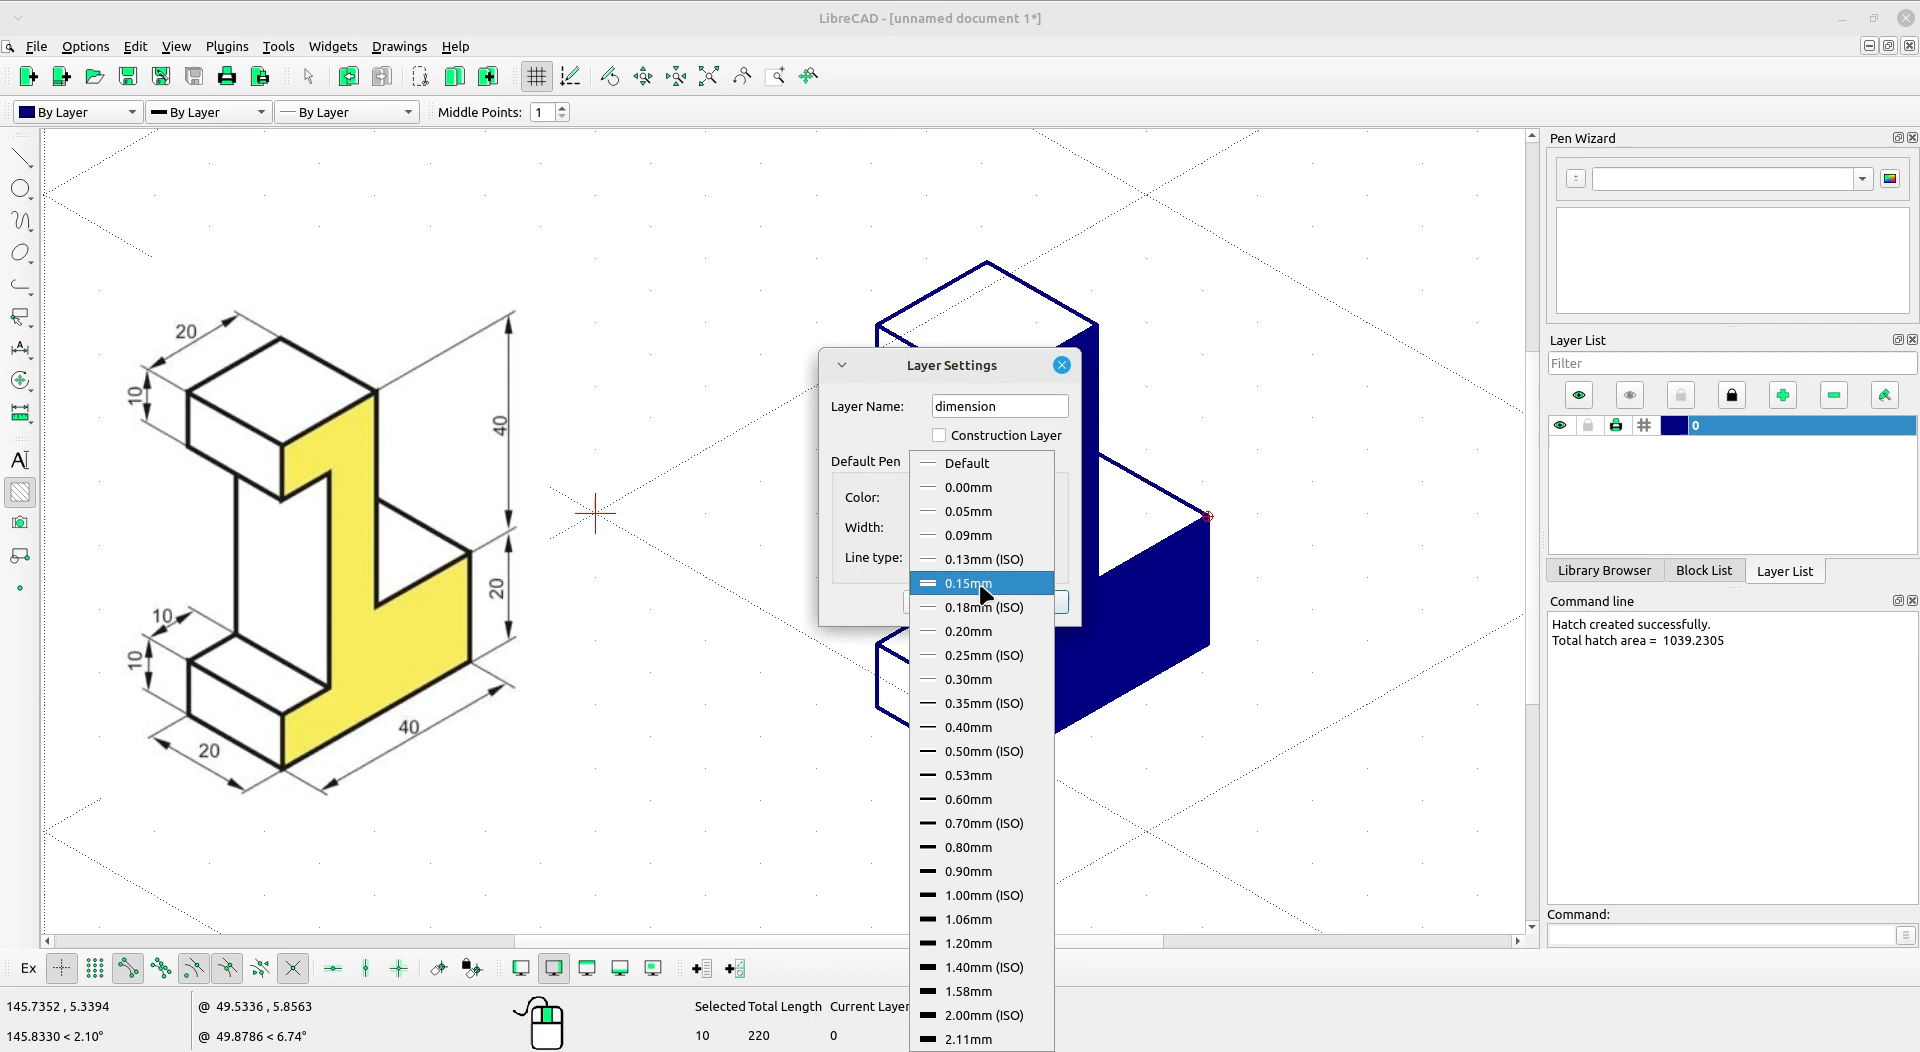 LibreCAD - [unnamed document 1*]
File Options Edit View Plugins Tools Widgets Drawings Help
By Layer By Layer By Layer Middle Points: 1
Pen Wizard
Layer List
Filter
0
Library Browser Block List Layer List
Command line
Hatch created successfully.
Total hatch area = 1039.2305
Command:
20
10
40
20
10
10
20
40
Layer Settings
Layer Name: dimension
Construction Layer
Default Pen
Color:
Width:
Line type:
Default
0.00mm
0.05mm
0.09mm
0.13mm (ISO)
0.15mm
0.18mm (ISO)
0.20mm
0.25mm (ISO)
0.30mm
0.35mm (ISO)
0.40mm
0.50mm (ISO)
0.53mm
0.60mm
0.70mm (ISO)
0.80mm
0.90mm
1.00mm (ISO)
1.06mm
1.20mm
1.40mm (ISO)
1.58mm
2.00mm (ISO)
2.11mm
Ex
145.7352 , 5.3394 @ 49.5336 , 5.8563 Selected Total Length Current Layer
145.8330 < 2.10° @ 49.8786 < 6.74° 10 220 0